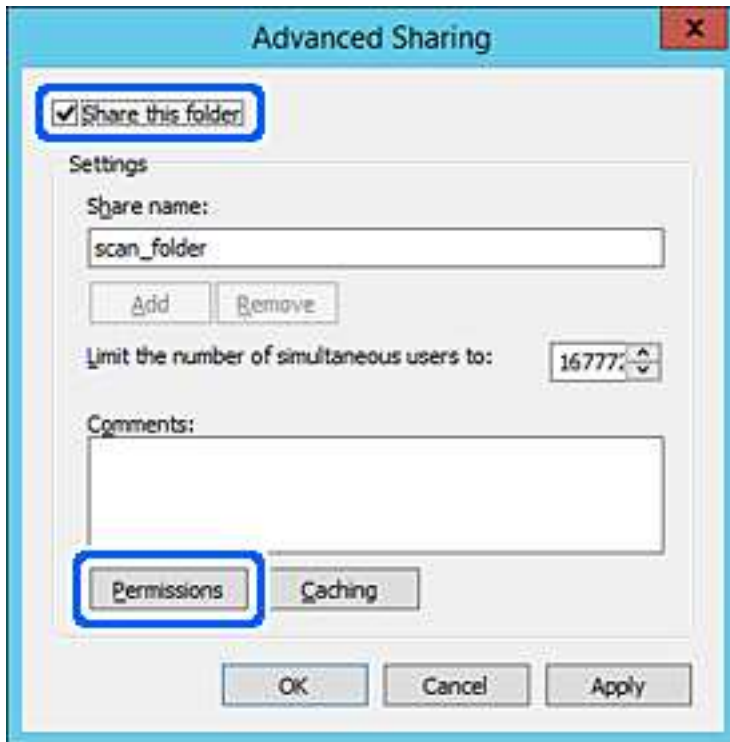 Advanced Sharing
x
Share this folder
Settings
Share name:
scan_folder
Add Remove
Limit the number of simultaneous users to:
Comments:
Permissions Caching
OK Cancel Apply